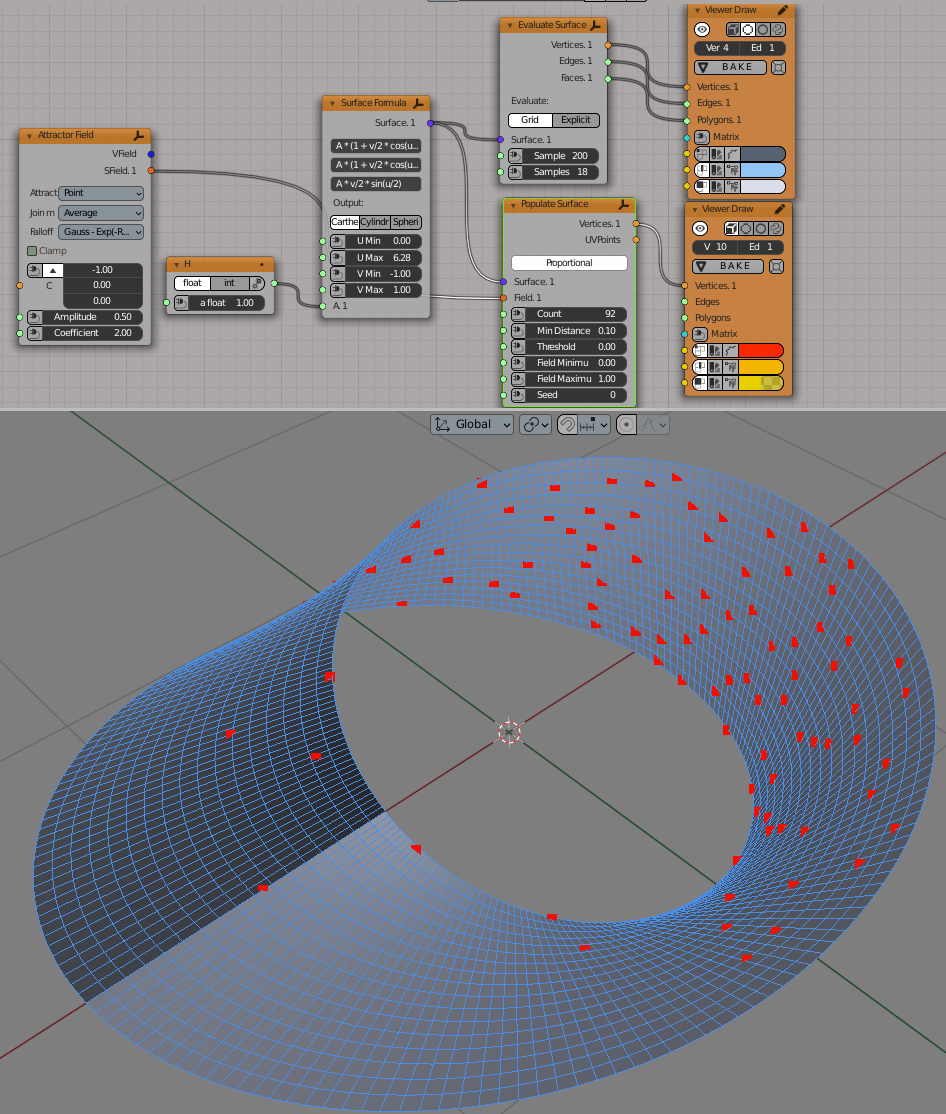 Attractor Field
VField
SField. 1
Attract Point
Join m Average
Falloff Gauss - Exp(-R...
Clamp
C
-1.00
0.00
0.00
Amplitude 0.50
Coefficient 2.00
H
float int
a float 1.00
Surface Formula
Surface. 1
A * (1 + v/2 * cos(u...
A * (1 + v/2 * cos(u...
A * v/2 * sin(u/2)
Output:
Carthe Cylindr Spheri
U Min 0.00
U Max 6.28
V Min -1.00
V Max 1.00
A. 1
Evaluate Surface
Vertices. 1
Edges. 1
Faces. 1
Evaluate:
Grid Explicit
Surface. 1
Sample 200
Samples 18
Populate Surface
Vertices. 1
UVPoints
Proportional
Surface. 1
Field. 1
Count 92
Min Distance 0.10
Threshold 0.00
Field Minimu 0.00
Field Maximu 1.00
Seed 0
Viewer Draw
Ver 4 Ed 1
BAKE
Vertices. 1
Edges. 1
Polygons. 1
Matrix
Viewer Draw
V 10 Ed 1
BAKE
Vertices. 1
Edges
Polygons
Matrix
Global